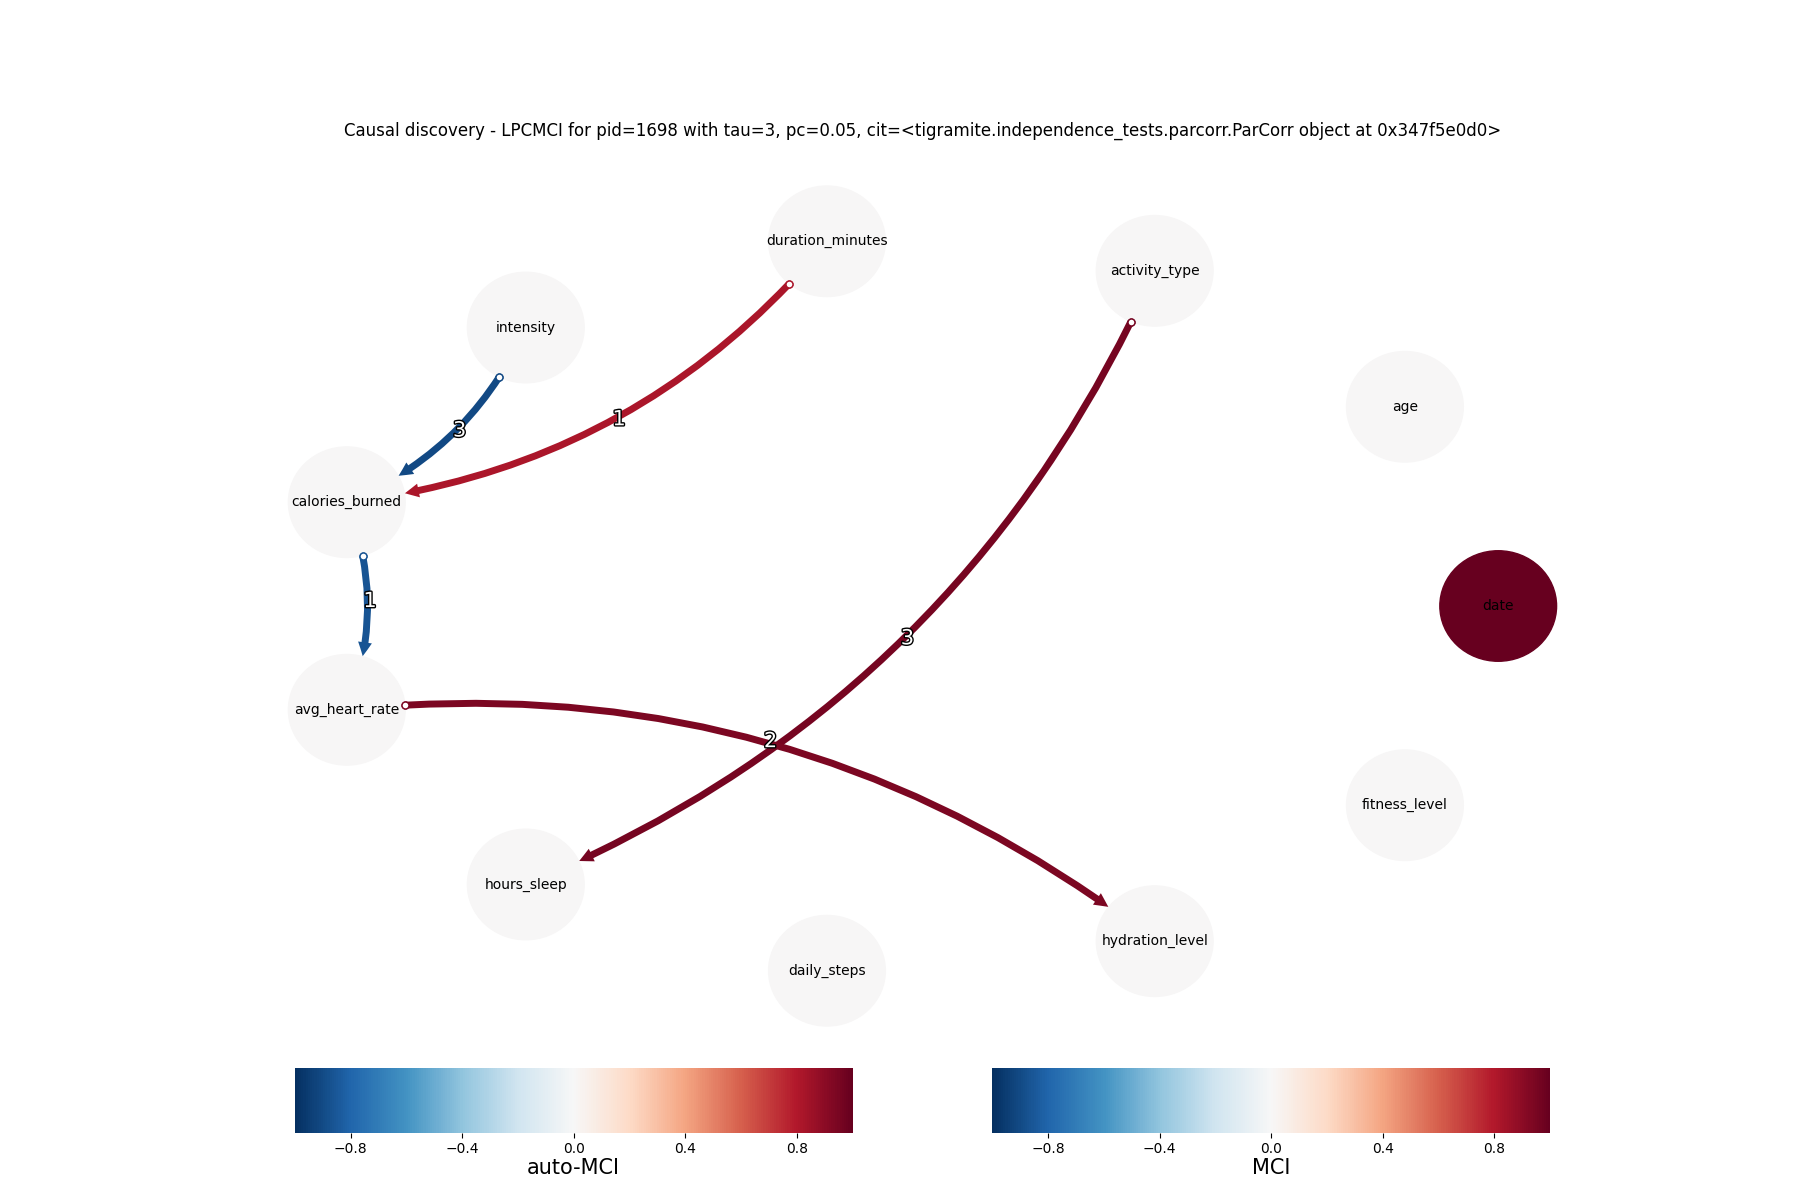 Causal discovery - LPCMCI for pid=1698 with tau=3, pc=0.05, cit=<tigramite.independence_tests.parcorr.ParCorr object at 0x347f5e0d0>
duration_minutes
activity_type
intensity
age
1
3
calories_burned
1
date
3
avg_heart_rate
2
fitness_level
hours_sleep
hydration_level
daily_steps
−0.8 −0.4 0.0 0.4 0.8
auto-MCI
−0.8 −0.4 0.0 0.4 0.8
MCI